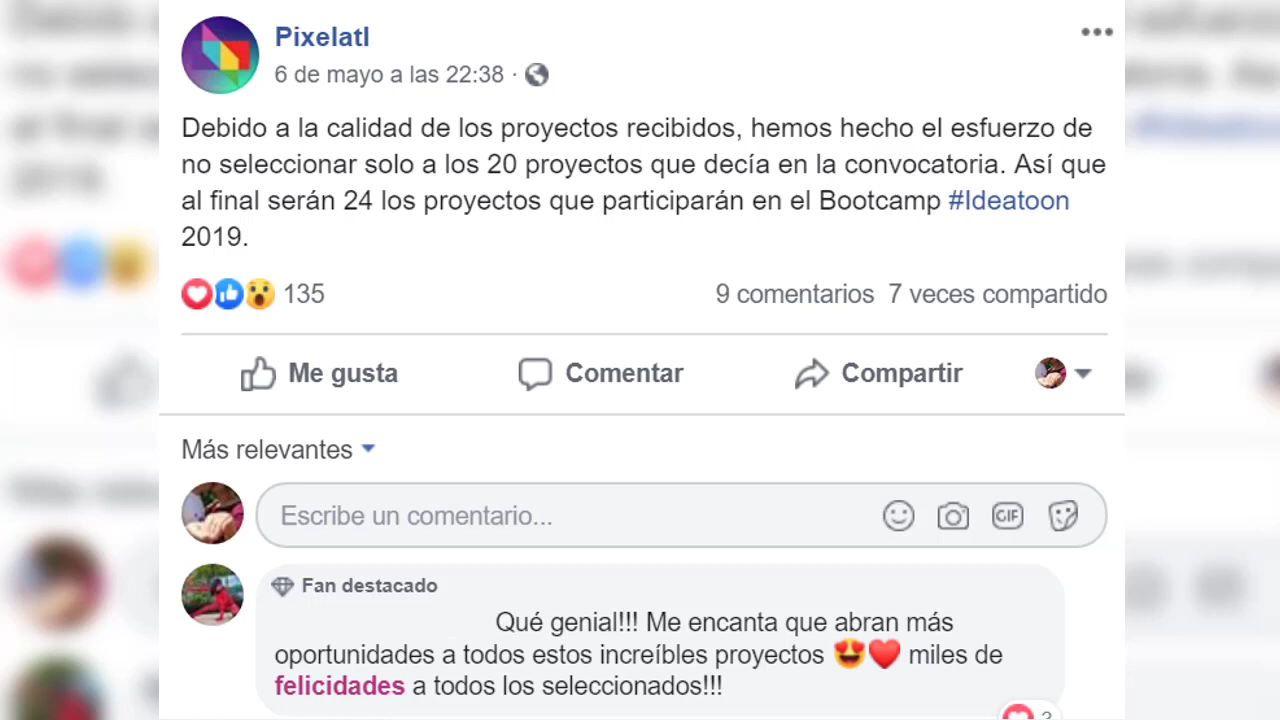 Pixelatl
6 de mayo a las 22:38 ·
Debido a la calidad de los proyectos recibidos, hemos hecho el esfuerzo de
no seleccionar solo a los 20 proyectos que decía en la convocatoria. Así que
al final serán 24 los proyectos que participarán en el Bootcamp #Ideatoon
2019.
135
9 comentarios 7 veces compartido
Me gusta
Comentar
Compartir
Más relevantes
Escribe un comentario...
GIF
Fan destacado
Qué genial!!! Me encanta que abran más
oportunidades a todos estos increíbles proyectos 😍❤️ miles de
felicidades a todos los seleccionados!!!